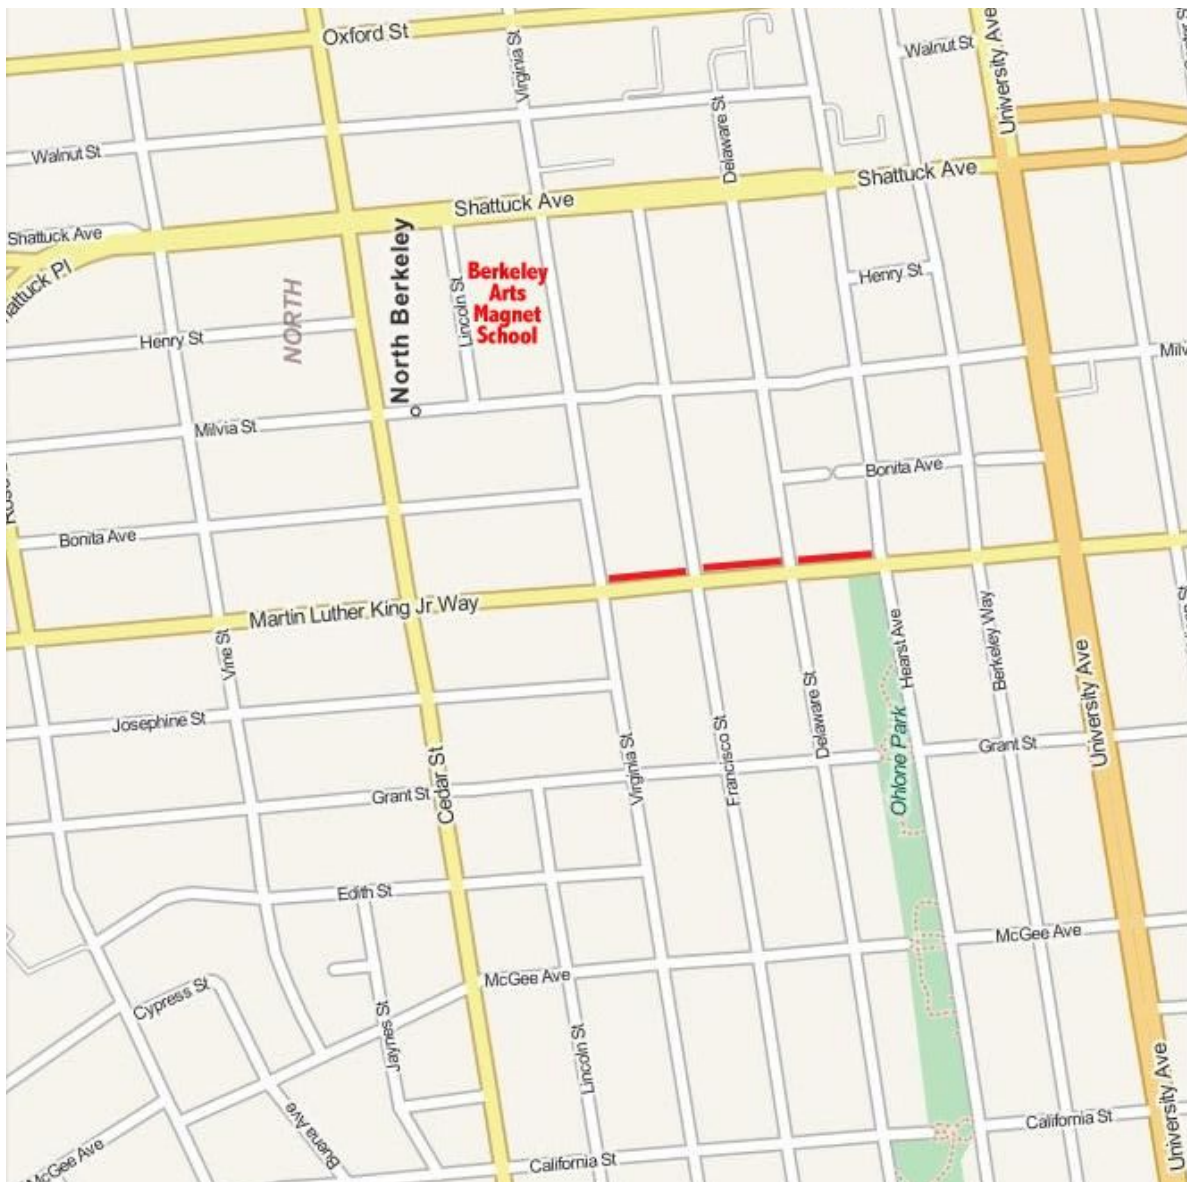 Oxford St
Virginia St
Walnut St
University Ave
Walnut St
Delaware St
Shattuck Ave
Shattuck Ave
Shattuck Ave
North Berkeley
NORTH
Lincoln St
Berkeley
Arts
Magnet
School
Henry St
Henry St
Milvia St
Bonita Ave
Bonita Ave
Martin Luther King Jr Way
Vine St
Hearst Ave
Berkeley Way
Josephine St
Virginia St
Francisco St
Delaware St
Ohlone Park
Grant St
University Ave
Grant St
Cedar St
Edith St
McGee Ave
McGee Ave
Cypress St
Jaynes St
Lincoln St
Buena Ave
McGee Ave
California St
California St
University Ave